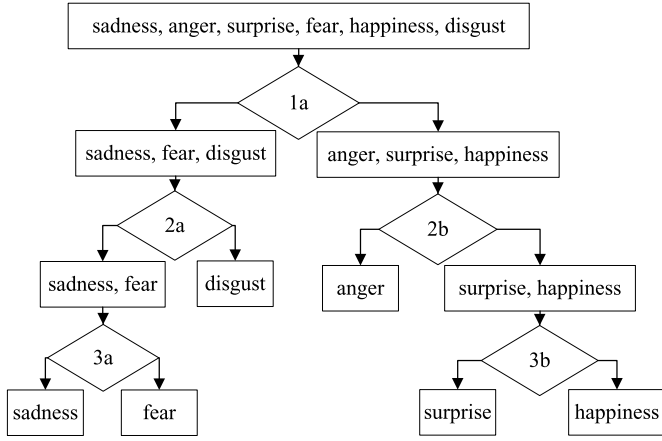 sadness, anger, surprise, fear, happiness, disgust
1a
sadness, fear, disgust
anger, surprise, happiness
2a
2b
sadness, fear
disgust
anger
surprise, happiness
3a
3b
sadness
fear
surprise
happiness